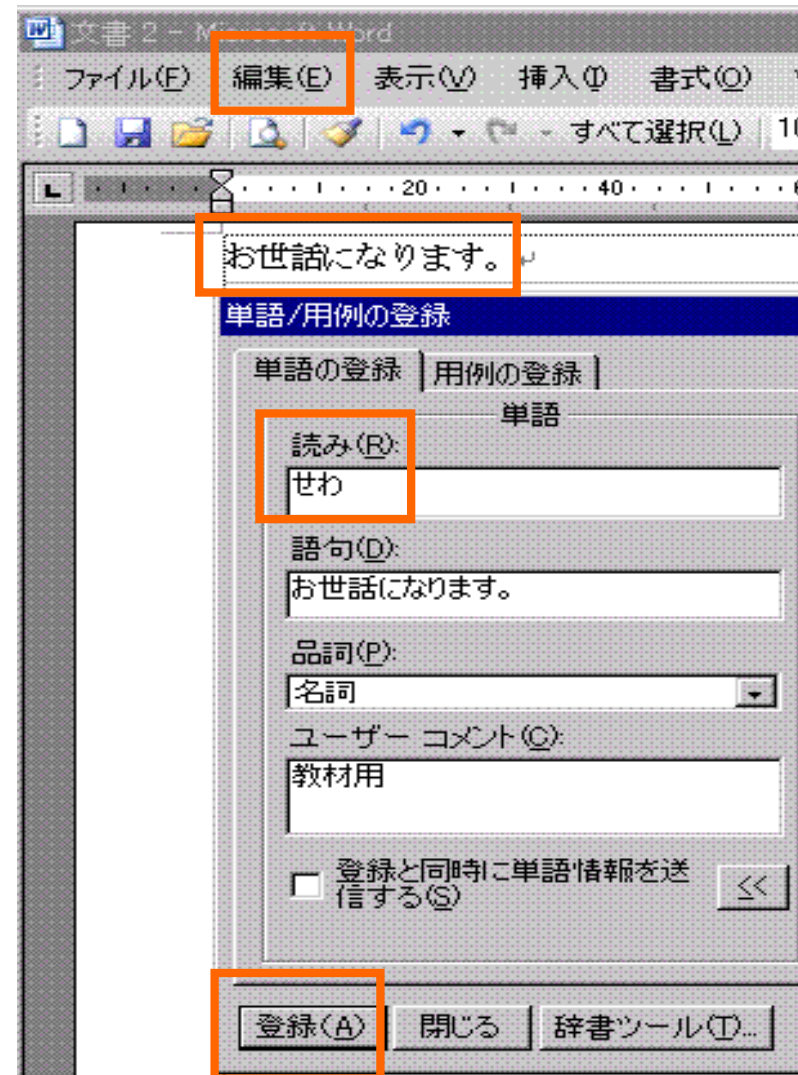 文書 2 - Microsoft Word
ファイル(F) 編集(E) 表示(V) 挿入(I) 書式(O)
すべて選択(L) 10
20 40
お世話になります。
単語/用例の登録
単語の登録 用例の登録
単語
読み(R):
せわ
語句(D):
お世話になります。
品詞(P):
名詞
ユーザー コメント(C):
教材用
登録と同時に単語情報を送
信する(S) <<
登録(A) 閉じる 辞書ツール(T)...